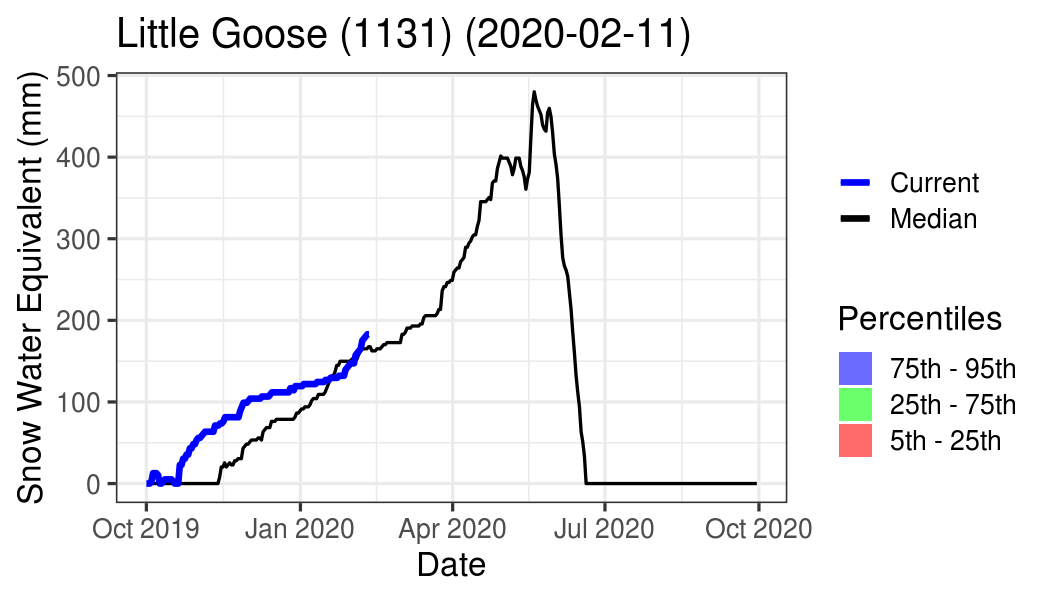 Little Goose (1131) (2020-02-11)
Snow Water Equivalent (mm)
500
400
300
200
100
0
Oct 2019
Jan 2020
Apr 2020
Jul 2020
Oct 2020
Date
Current
Median
Percentiles
75th - 95th
25th - 75th
5th - 25th